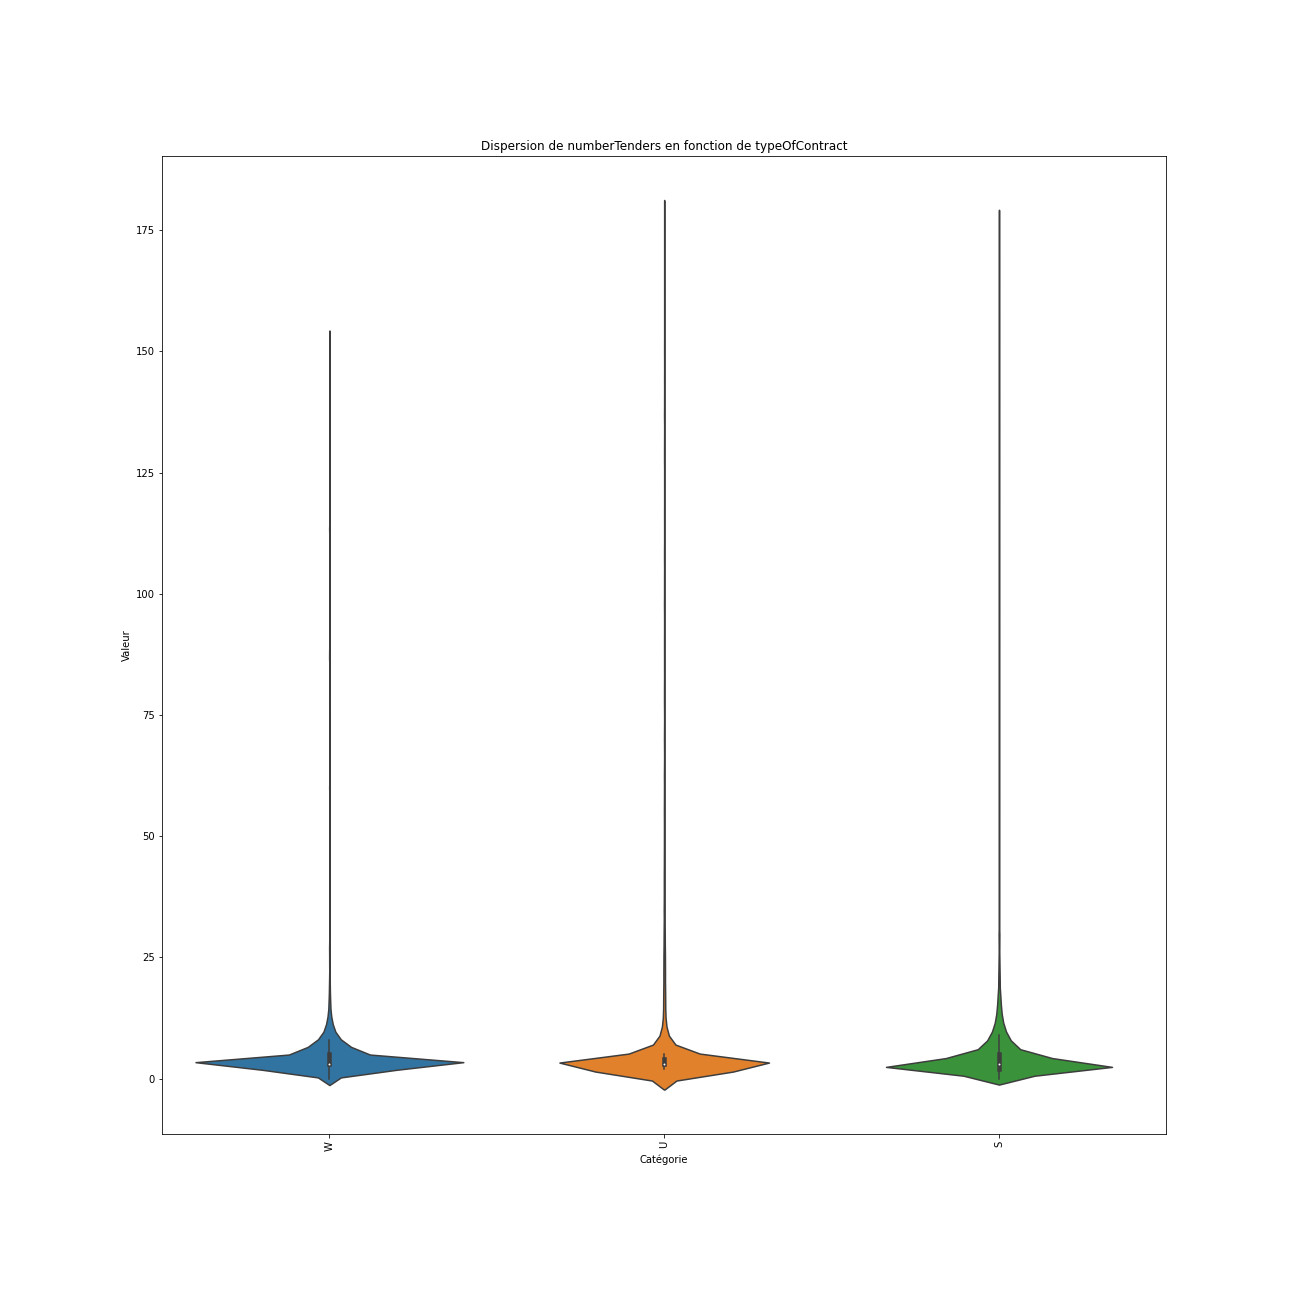 Dispersion de numberTenders en fonction de typeOfContract
175
150
125
100
75
50
25
0
Valeur
W
U
S
Catégorie